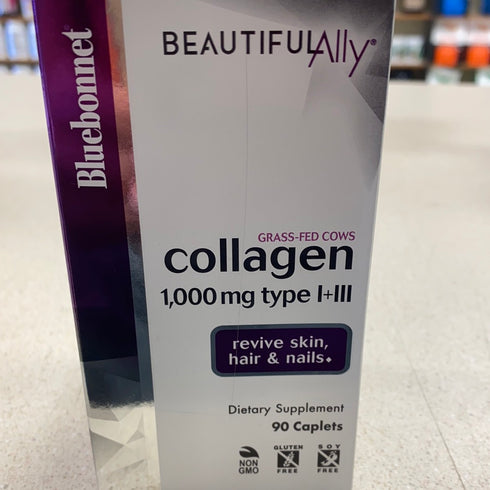 Bluebonnet
BEAUTIFULAlly®
GRASS-FED COWS
collagen
1,000 mg type I+III
revive skin,
hair & nails⬥
Dietary Supplement
90 Caplets
NON
GMO
GLUTEN
FREE
SOY
FREE